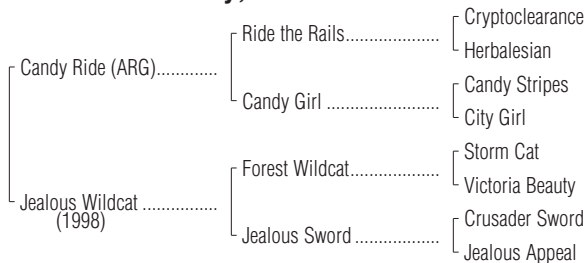 Ride the Rails
Cryptoclearance
Herbalesian
Candy Ride (ARG)
Candy Girl
Candy Stripes
City Girl
Jealous Wildcat
(1998)
Forest Wildcat
Storm Cat
Victoria Beauty
Jealous Sword
Crusader Sword
Jealous Appeal